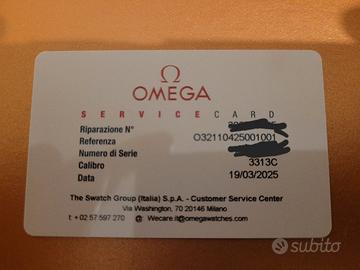 Ω
OMEGA
SERVICE CARD
Riparazione N°
Referenza O32110425001001
Numero di Serie
Calibro 3313C
Data 19/03/2025
The Swatch Group (Italia) S.p.A. - Customer Service Center
Via Washington, 70 20146 Milano
t: +02 57 597 270 @: Wecare.it@omegawatches.com
subito